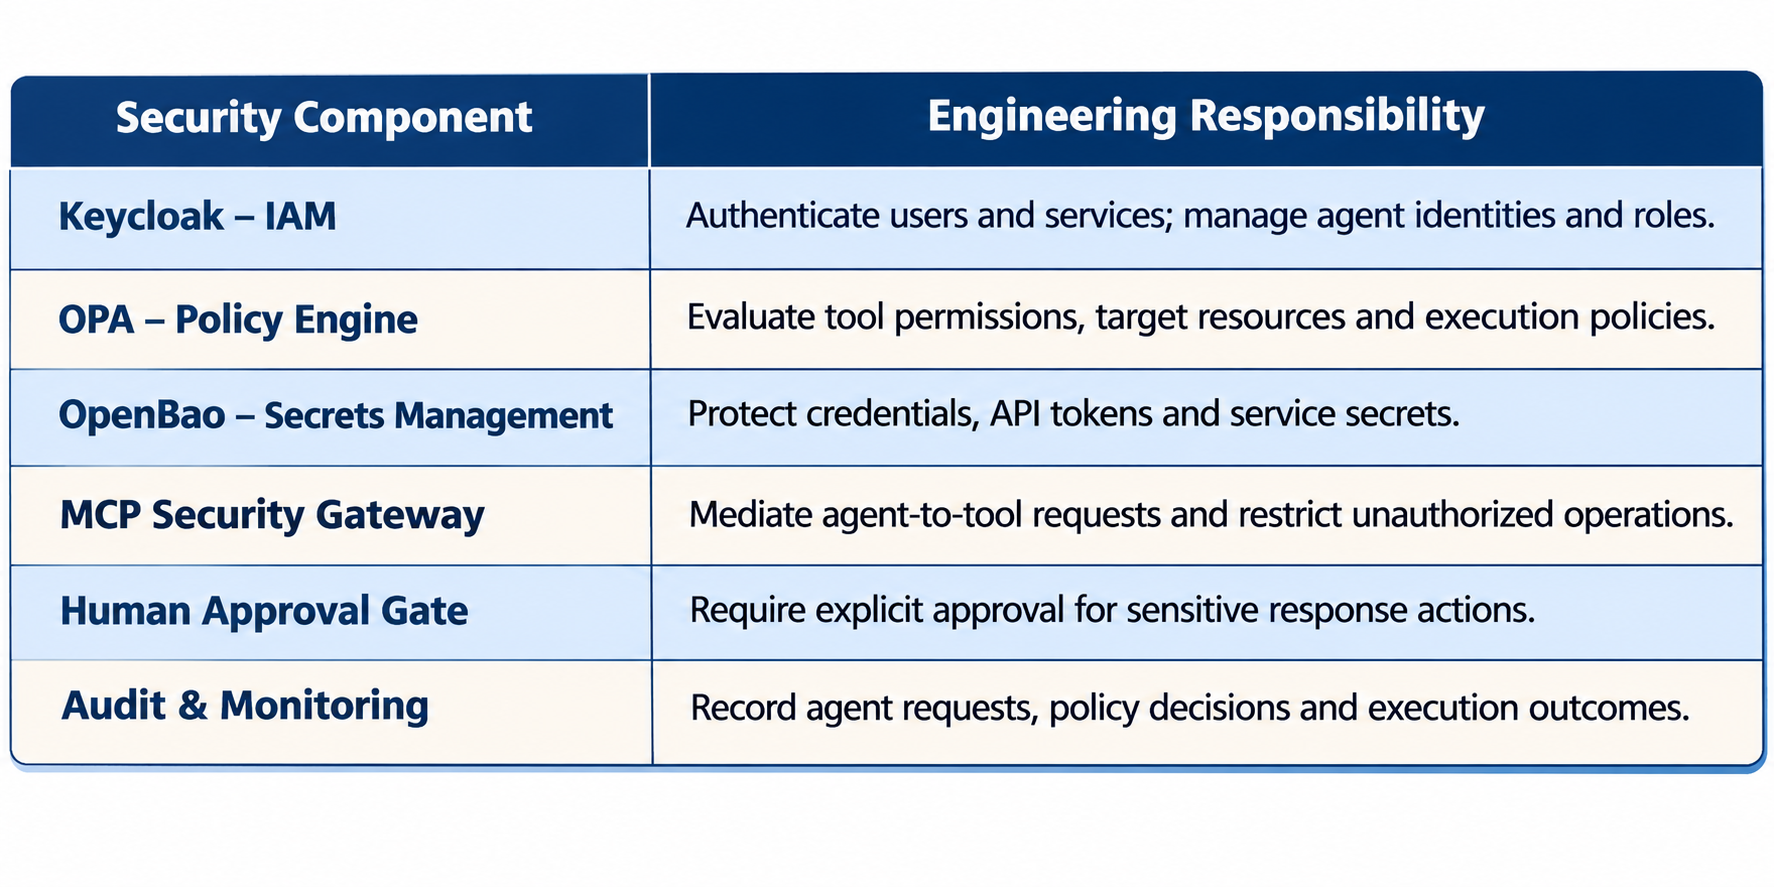 Security Component
Engineering Responsibility
Keycloak – IAM
Authenticate users and services; manage agent identities and roles.
OPA – Policy Engine
Evaluate tool permissions, target resources and execution policies.
OpenBao – Secrets Management
Protect credentials, API tokens and service secrets.
MCP Security Gateway
Mediate agent-to-tool requests and restrict unauthorized operations.
Human Approval Gate
Require explicit approval for sensitive response actions.
Audit & Monitoring
Record agent requests, policy decisions and execution outcomes.